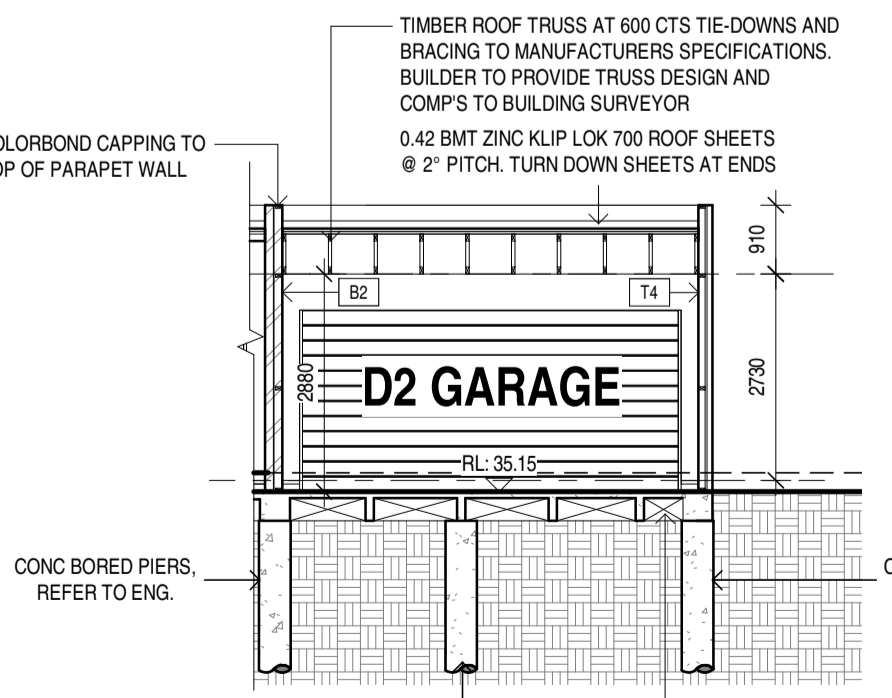 TIMBER ROOF TRUSS AT 600 CTS TIE-DOWNS AND
BRACING TO MANUFACTURERS SPECIFICATIONS.
BUILDER TO PROVIDE TRUSS DESIGN AND
COMP'S TO BUILDING SURVEYOR
0.42 BMT ZINC KLIP LOK 700 ROOF SHEETS
@ 2° PITCH. TURN DOWN SHEETS AT ENDS
OLORBOND CAPPING TO
OP OF PARAPET WALL
910
B2
T4
2880
D2 GARAGE
2730
RL: 35.15
CONC BORED PIERS,
REFER TO ENG.
C